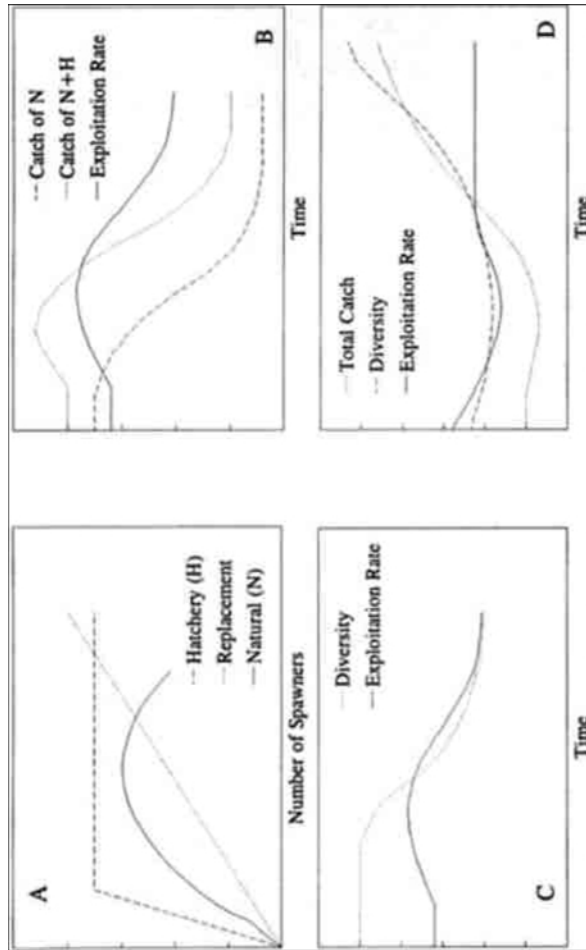 A
--- Hatchery (H)
Replacement
— Natural (N)
Number of Spawners
B
--- Catch of N
Catch of N+H
— Exploitation Rate
Time
C
Diversity
— Exploitation Rate
Time
D
Total Catch
--- Diversity
— Exploitation Rate
Time